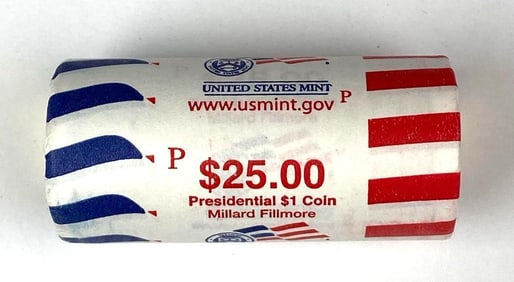 UNITED STATES MINT
www.usmint.gov P
P $25.00
Presidential $1 Coin
Millard Fillmore